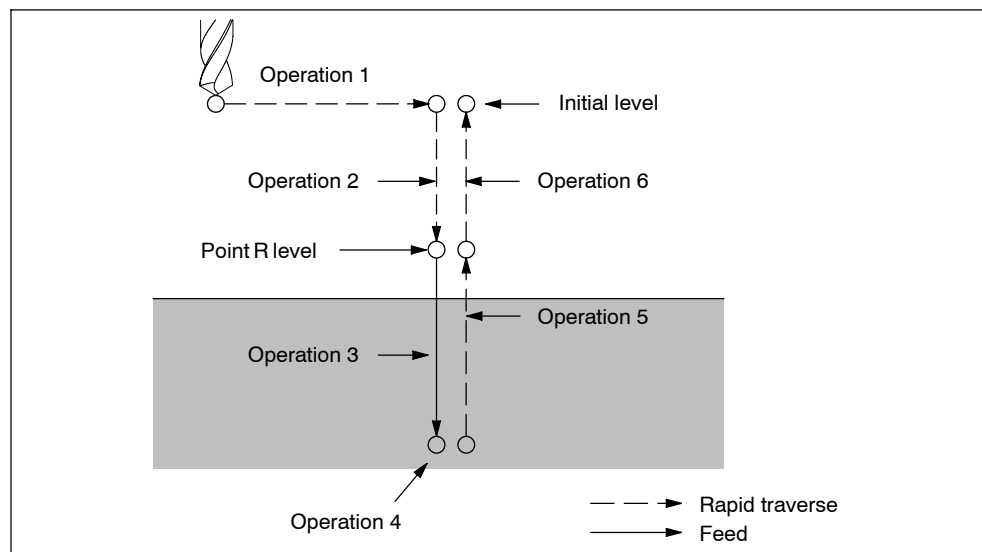 Operation 1
Initial level
Operation 2
Operation 6
Point R level
Operation 5
Operation 3
Operation 4
Rapid traverse
Feed